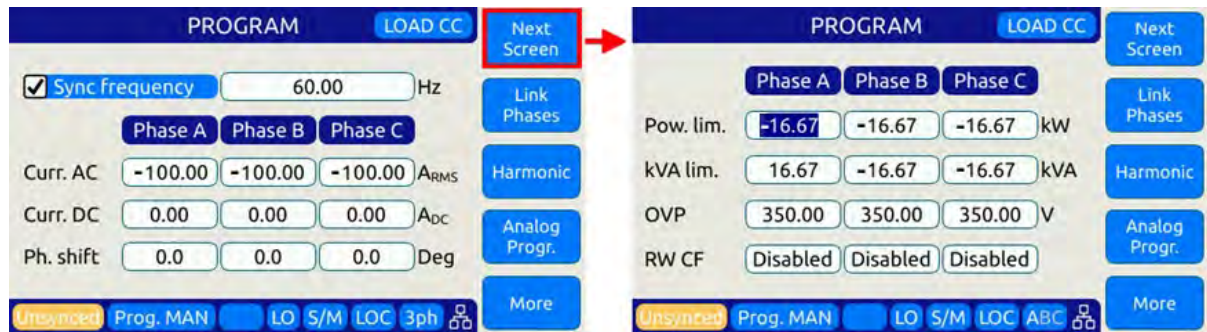 PROGRAM LOAD CC
Next
Screen
Sync frequency 60.00 Hz
Link
Phases
Phase A Phase B Phase C
Curr. AC -100.00 -100.00 -100.00 ARMS
Harmonic
Curr. DC 0.00 0.00 0.00 ADC
Analog
Progr.
Ph. shift 0.0 0.0 0.0 Deg
More
Unsynced Prog. MAN LO S/M LOC 3ph
PROGRAM LOAD CC
Next
Screen
Phase A Phase B Phase C
Link
Phases
Pow. lim. -16.67 -16.67 -16.67 kW
kVA lim. 16.67 -16.67 -16.67 kVA
Harmonic
OVP 350.00 350.00 350.00 V
Analog
Progr.
RW CF Disabled Disabled Disabled
More
Unsynced Prog. MAN LO S/M LOC ABC